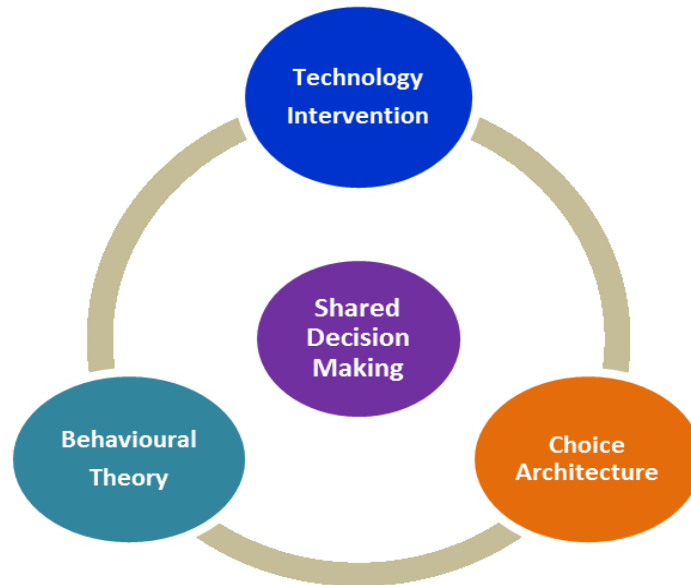 Technology
Intervention
Shared
Decision
Making
Behavioural
Theory
Choice
Architecture